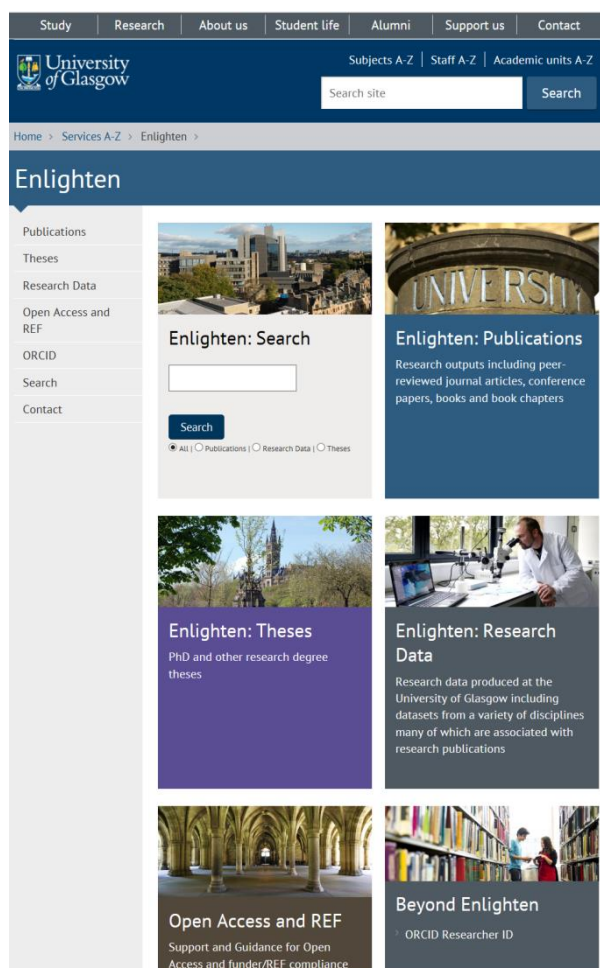 Study Research About us Student life Alumni Support us Contact
University
of Glasgow
Subjects A-Z Staff A-Z Academic units A-Z
Search site Search
Home > Services A-Z > Enlighten >
Enlighten
Publications
Theses
Research Data
Open Access and
REF
ORCID
Search
Contact
Enlighten: Search
Search
All | Publications | Research Data | Theses
UNIVERSITY
Enlighten: Publications
Research outputs including peer-
reviewed journal articles, conference
papers, books and book chapters
Enlighten: Theses
PhD and other research degree
theses
Enlighten: Research
Data
Research data produced at the
University of Glasgow including
datasets from a variety of disciplines
many of which are associated with
research publications
Open Access and REF
Support and Guidance for Open
Access and funder/REF compliance
Beyond Enlighten
> ORCID Researcher ID